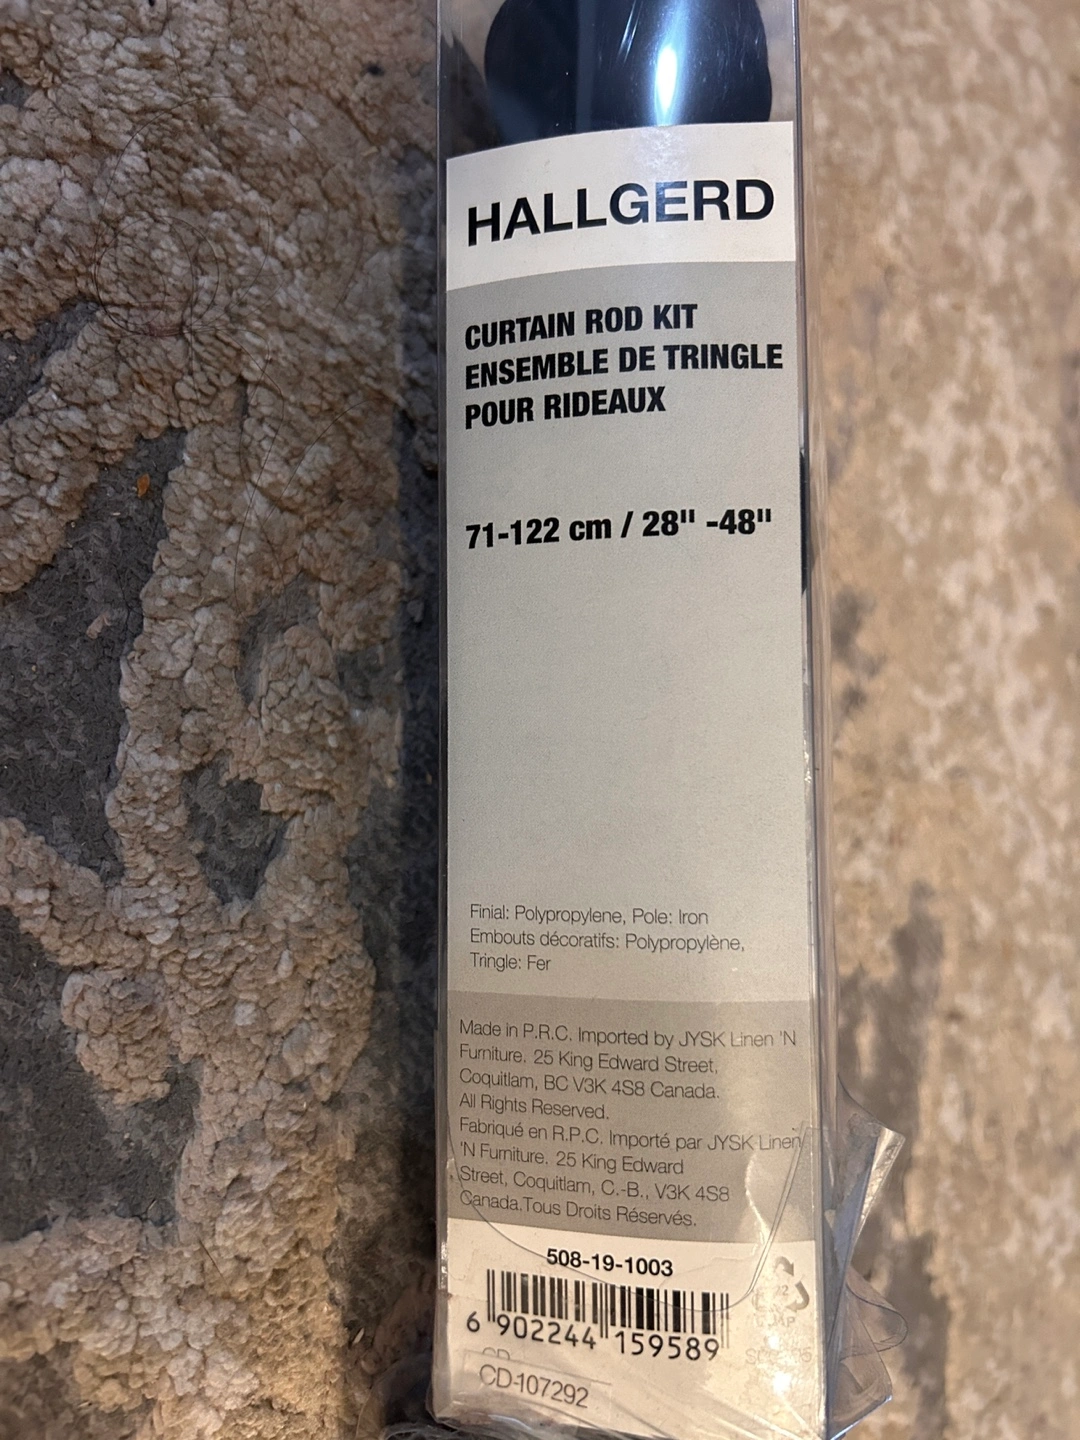 HALLGERD
CURTAIN ROD KIT
ENSEMBLE DE TRINGLE
POUR RIDEAUX
71-122 cm / 28" -48"
Finial: Polypropylene, Pole: Iron
Embouts décoratifs: Polypropylène,
Tringle: Fer
Made in P.R.C. Imported by JYSK Linen 'N
Furniture. 25 King Edward Street,
Coquitlam, BC V3K 4S8 Canada.
All Rights Reserved.
Fabriqué en R.P.C. Importé par JYSK Linen
'N Furniture. 25 King Edward
Street, Coquitlam, C.-B., V3K 4S8
Canada.Tous Droits Réservés.
508-19-1003
6 902244 159589
CD-107292